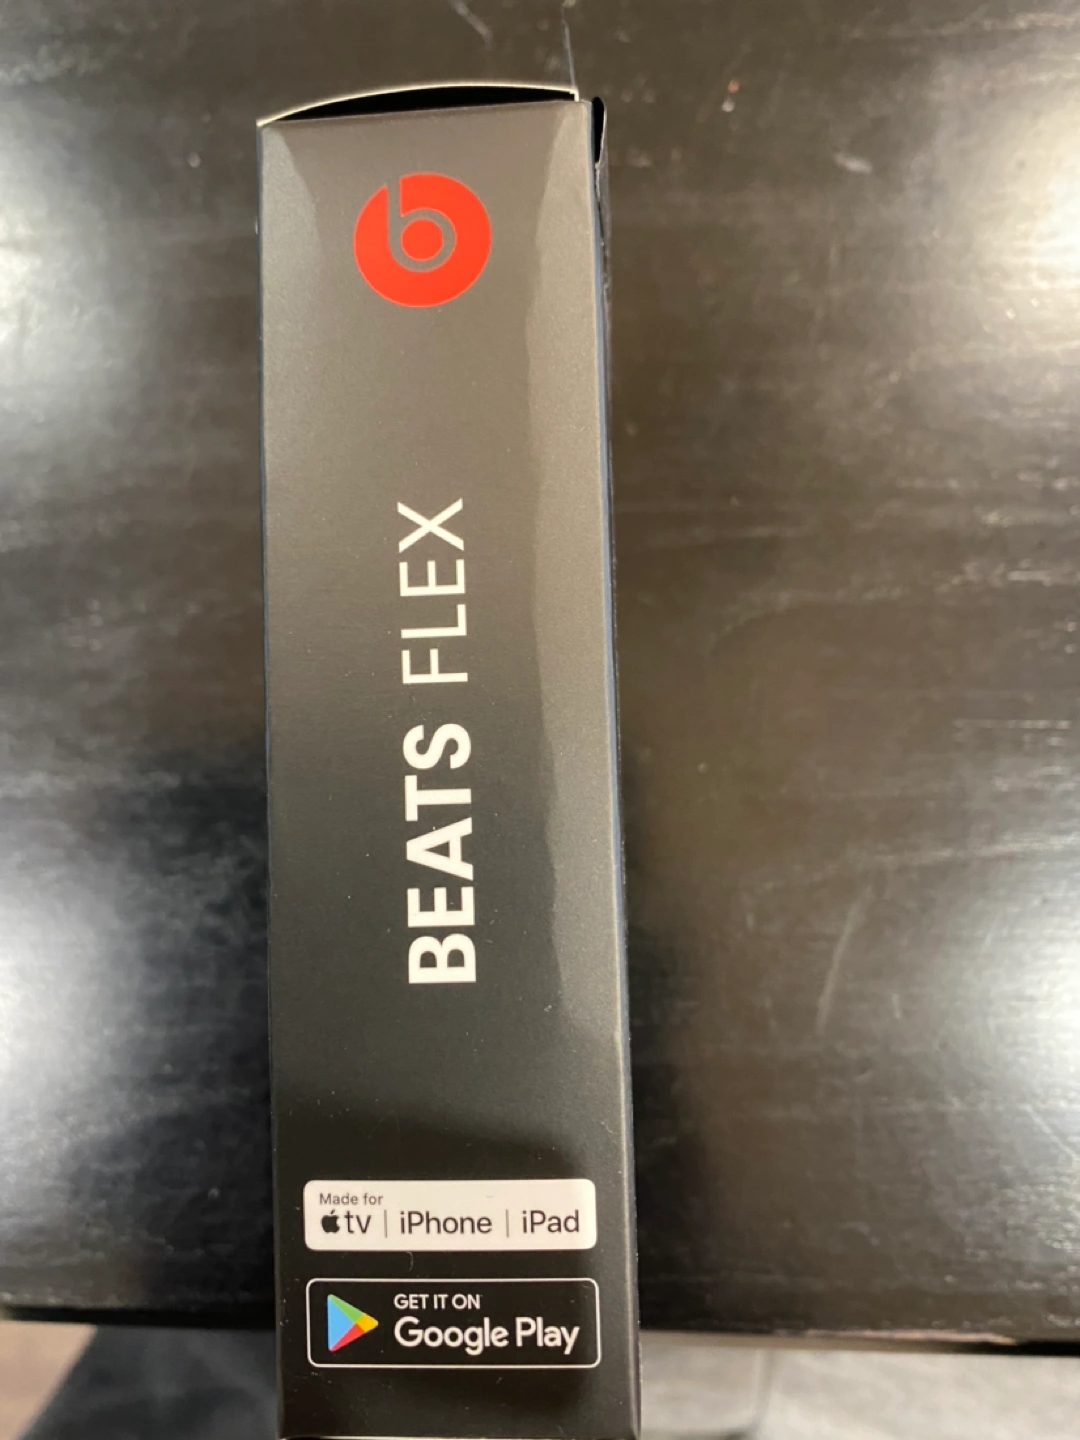 BEATS FLEX
Made for
tv | iPhone | iPad
GET IT ON
Google Play